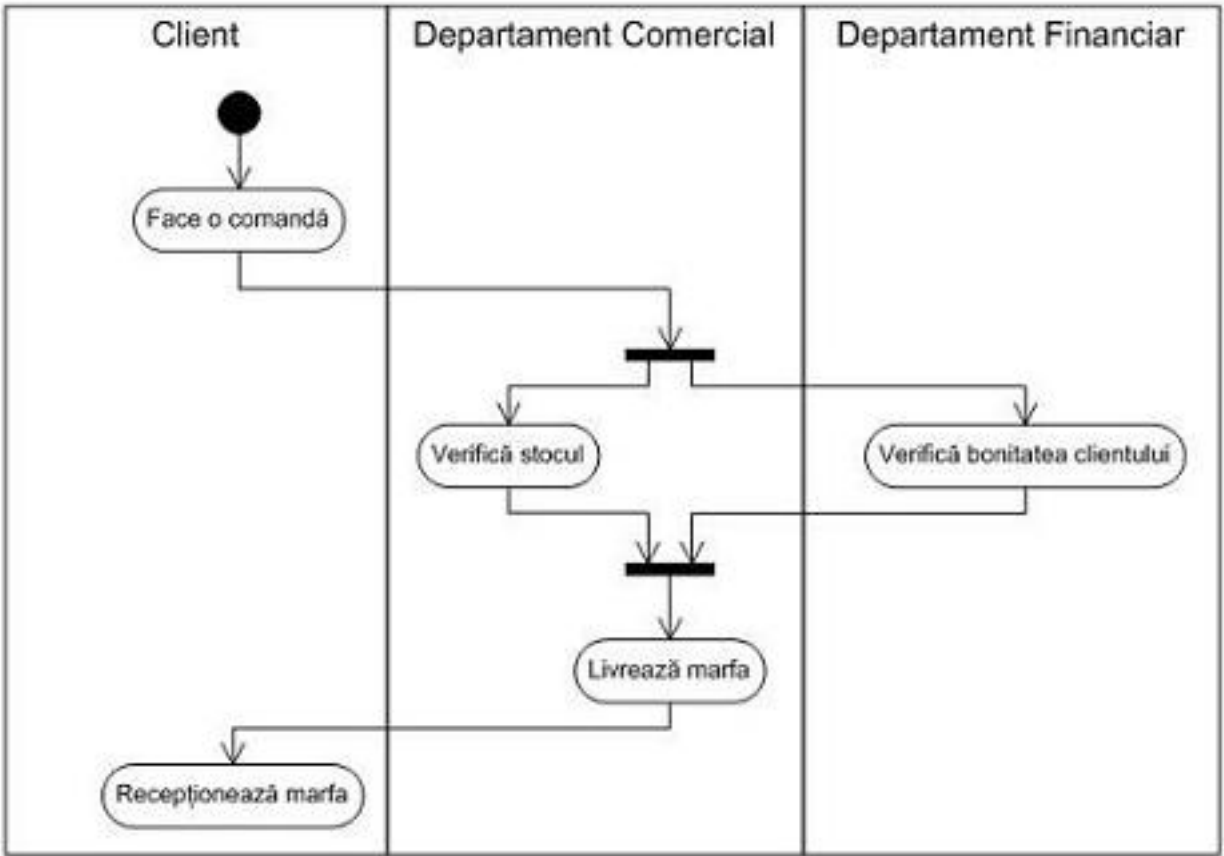 Client
Departament Comercial
Departament Financiar
Face o comandă
Verifică stocul
Verifică bonitatea clientului
Livrează marfa
Recepționează marfa